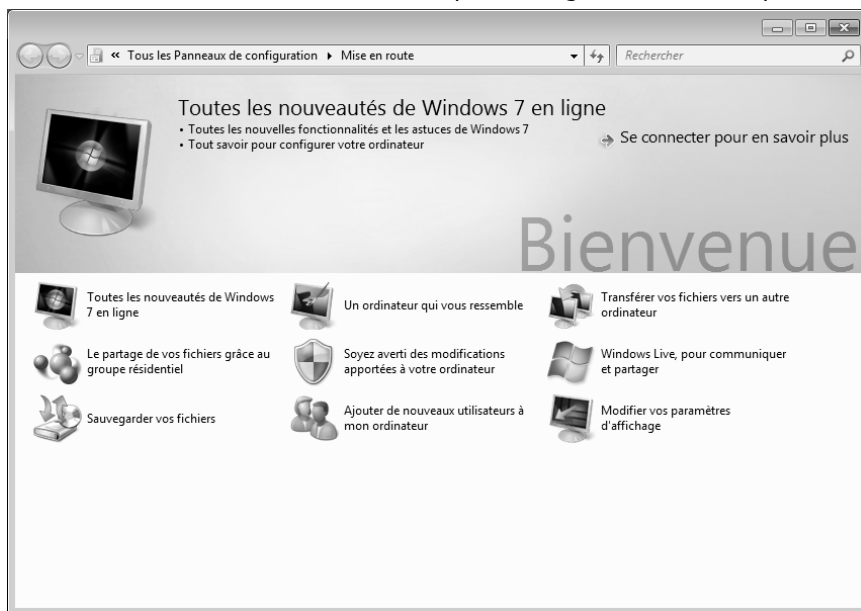 « Tous les Panneaux de configuration ▸ Mise en route
Rechercher
Toutes les nouveautés de Windows 7 en ligne
• Toutes les nouvelles fonctionnalités et les astuces de Windows 7
• Tout savoir pour configurer votre ordinateur
Se connecter pour en savoir plus
Bienvenue
Toutes les nouveautés de Windows
7 en ligne
Un ordinateur qui vous ressemble
Transférer vos fichiers vers un autre
ordinateur
Le partage de vos fichiers grâce au
groupe résidentiel
Soyez averti des modifications
apportées à votre ordinateur
Windows Live, pour communiquer
et partager
Sauvegarder vos fichiers
Ajouter de nouveaux utilisateurs à
mon ordinateur
Modifier vos paramètres
d'affichage